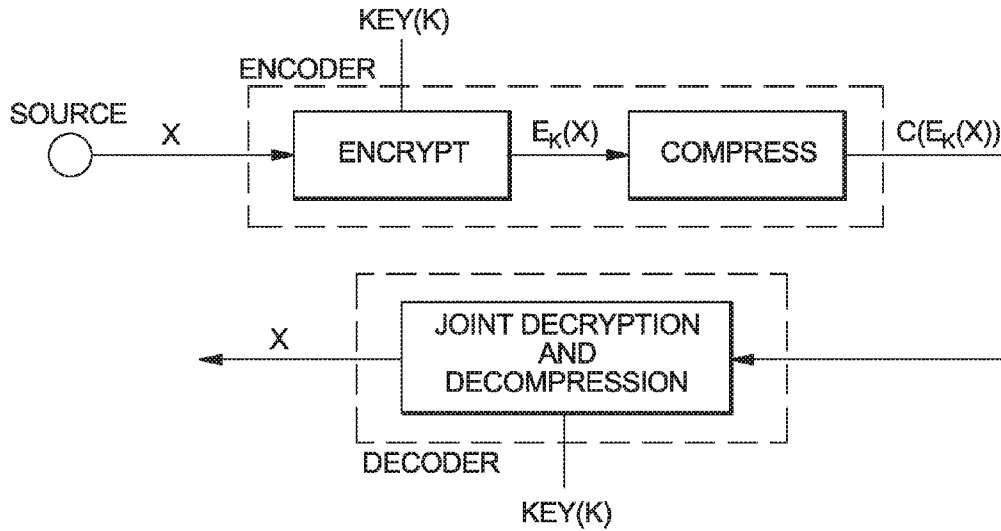 KEY(K)
ENCODER
SOURCE
X
ENCRYPT
E_K(X)
COMPRESS
C(E_K(X))
X
JOINT DECRYPTION
AND
DECOMPRESSION
DECODER
KEY(K)